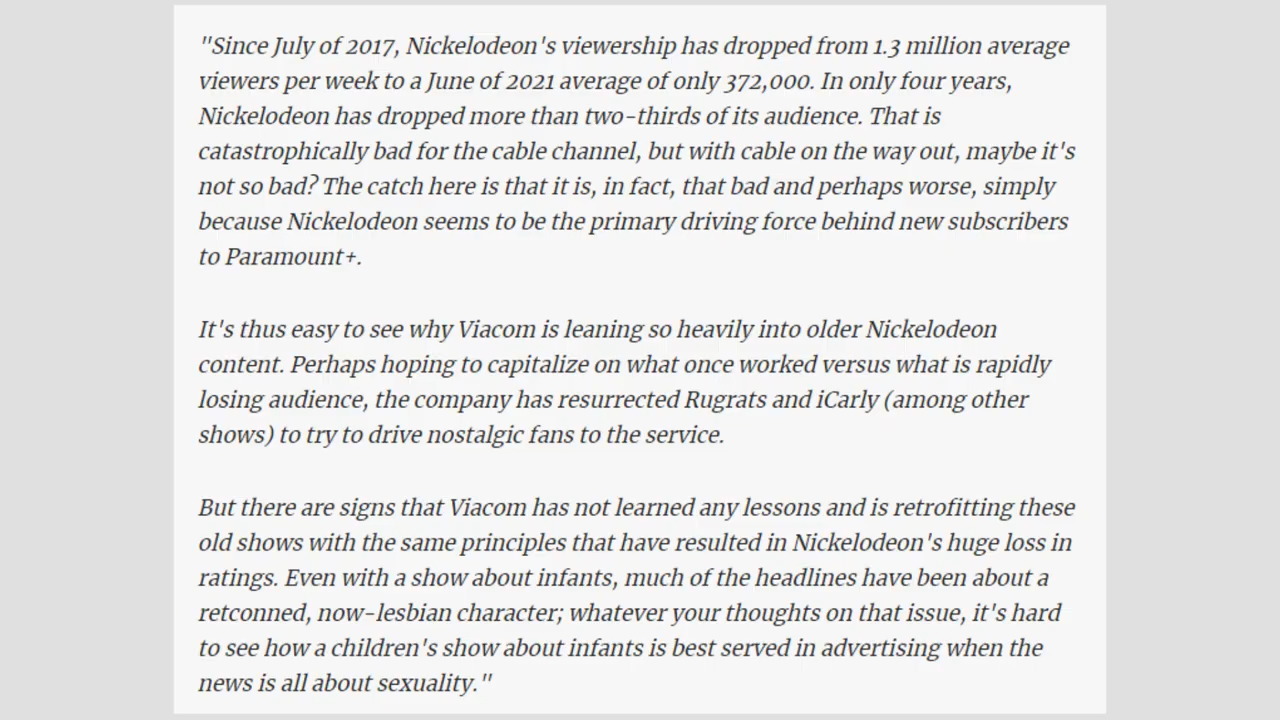 "Since July of 2017, Nickelodeon's viewership has dropped from 1.3 million average
viewers per week to a June of 2021 average of only 372,000. In only four years,
Nickelodeon has dropped more than two-thirds of its audience. That is
catastrophically bad for the cable channel, but with cable on the way out, maybe it's
not so bad? The catch here is that it is, in fact, that bad and perhaps worse, simply
because Nickelodeon seems to be the primary driving force behind new subscribers
to Paramount+.
It's thus easy to see why Viacom is leaning so heavily into older Nickelodeon
content. Perhaps hoping to capitalize on what once worked versus what is rapidly
losing audience, the company has resurrected Rugrats and iCarly (among other
shows) to try to drive nostalgic fans to the service.
But there are signs that Viacom has not learned any lessons and is retrofitting these
old shows with the same principles that have resulted in Nickelodeon's huge loss in
ratings. Even with a show about infants, much of the headlines have been about a
retconned, now-lesbian character; whatever your thoughts on that issue, it's hard
to see how a children's show about infants is best served in advertising when the
news is all about sexuality."